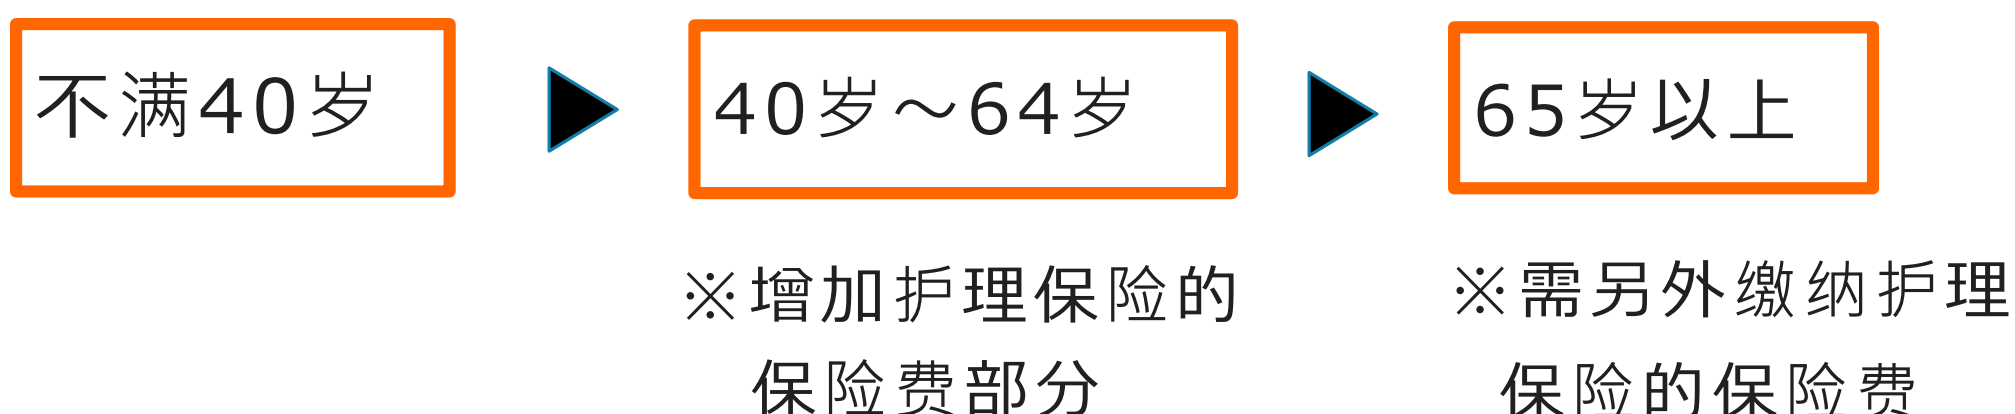 不满40岁
40岁～64岁
65岁以上
※增加护理保险的
保险费部分
※需另外缴纳护理
保险的保险费